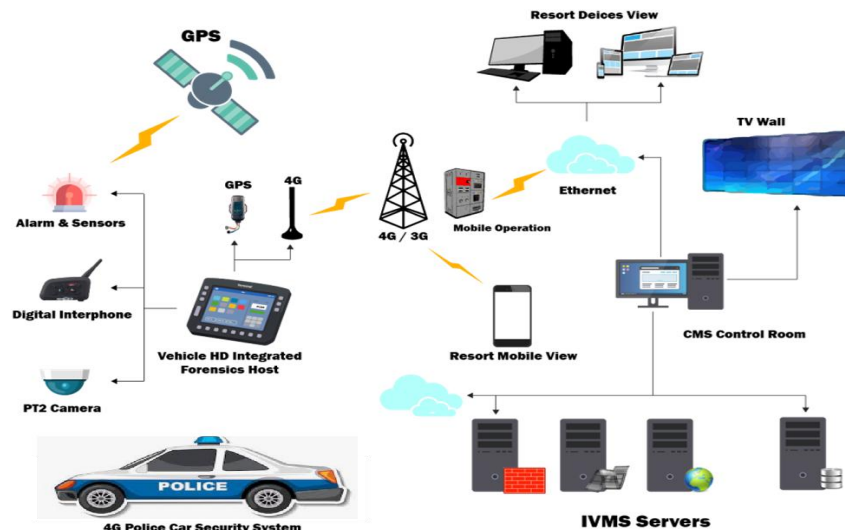 Resort Deices View
GPS
TV Wall
GPS
4G
Ethernet
Alarm & Sensors
Mobile Operation
4G / 3G
Digital Interphone
CMS Control Room
Vehicle HD Integrated
Forensics Host
Resort Mobile View
PT2 Camera
POLICE
IVMS Servers
4G Police Car Security System